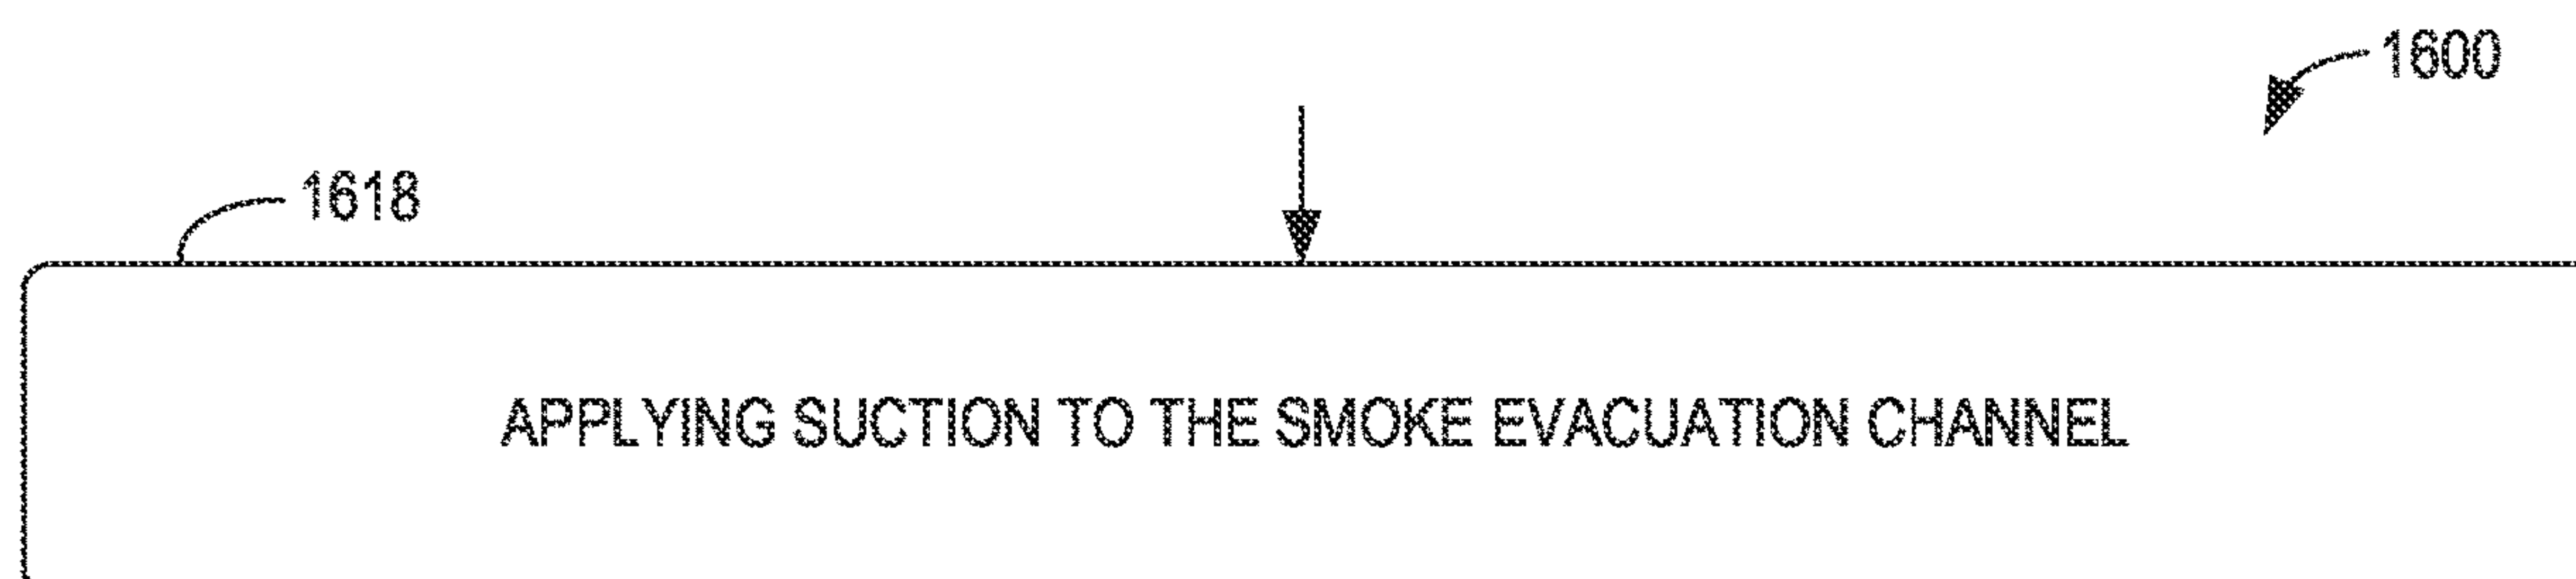 1600
1618
APPLYING SUCTION TO THE SMOKE EVACUATION CHANNEL